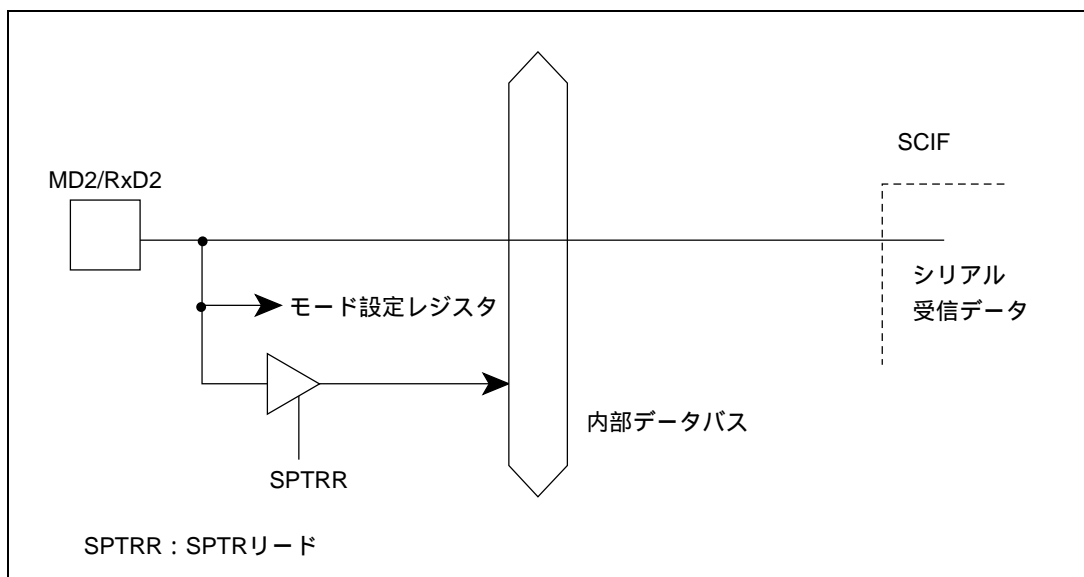 SCIF
MD2/RxD2
シリアル
受信データ
モード設定レジスタ
内部データバス
SPTRR
SPTRR：SPTRリード